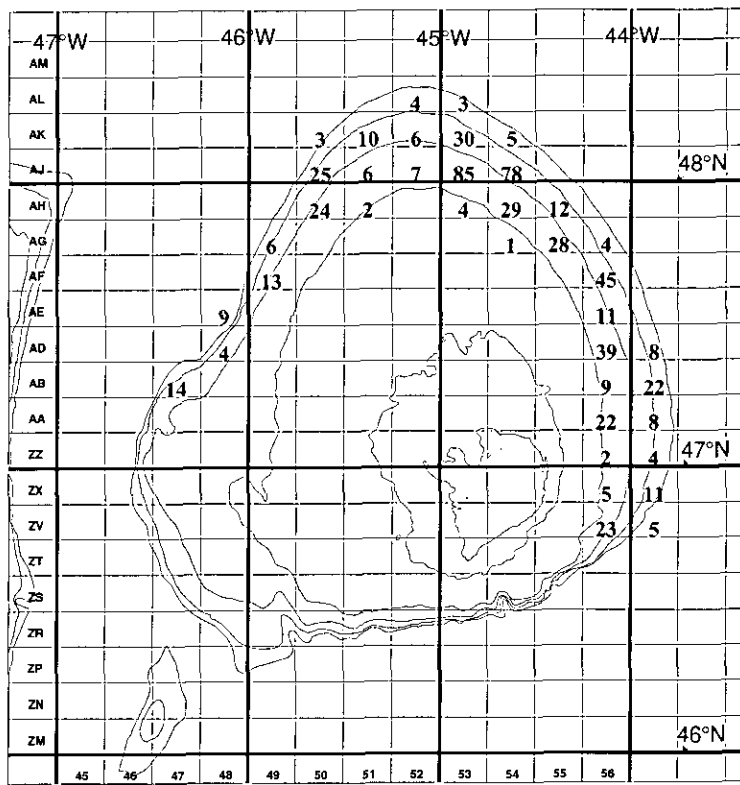 47°W 46°W 45°W 44°W
AM
AL 4 3
AK 3 10 6 30 5
AJ 25 6 7 85 78 48°N
AH 24 2 4 29 12
AG 6 1 28 4
AF 13 45
AE 9 11
AD 4 39 8
AB 14 9 22
AA 22 8
ZZ 2 4 47°N
ZX 5 11
ZV 23 5
ZT
ZS
ZR
ZP
ZN
ZM 46°N
45 46 47 48 49 50 51 52 53 54 55 56